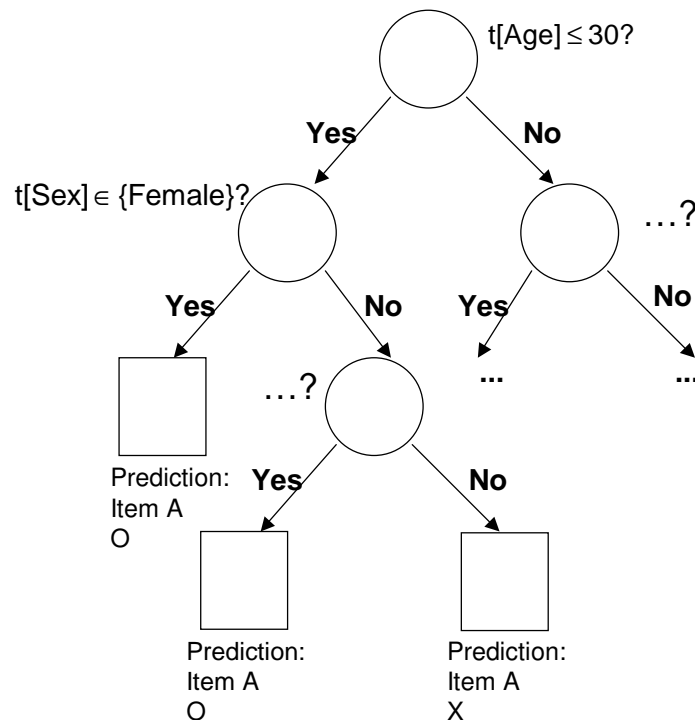 t[Age] ≤ 30?
Yes
No
t[Sex] ∈ {Female}?
…?
Yes
No
Yes
No
…?
...
...
Prediction:
Item A
O
Yes
No
Prediction:
Item A
O
Prediction:
Item A
X